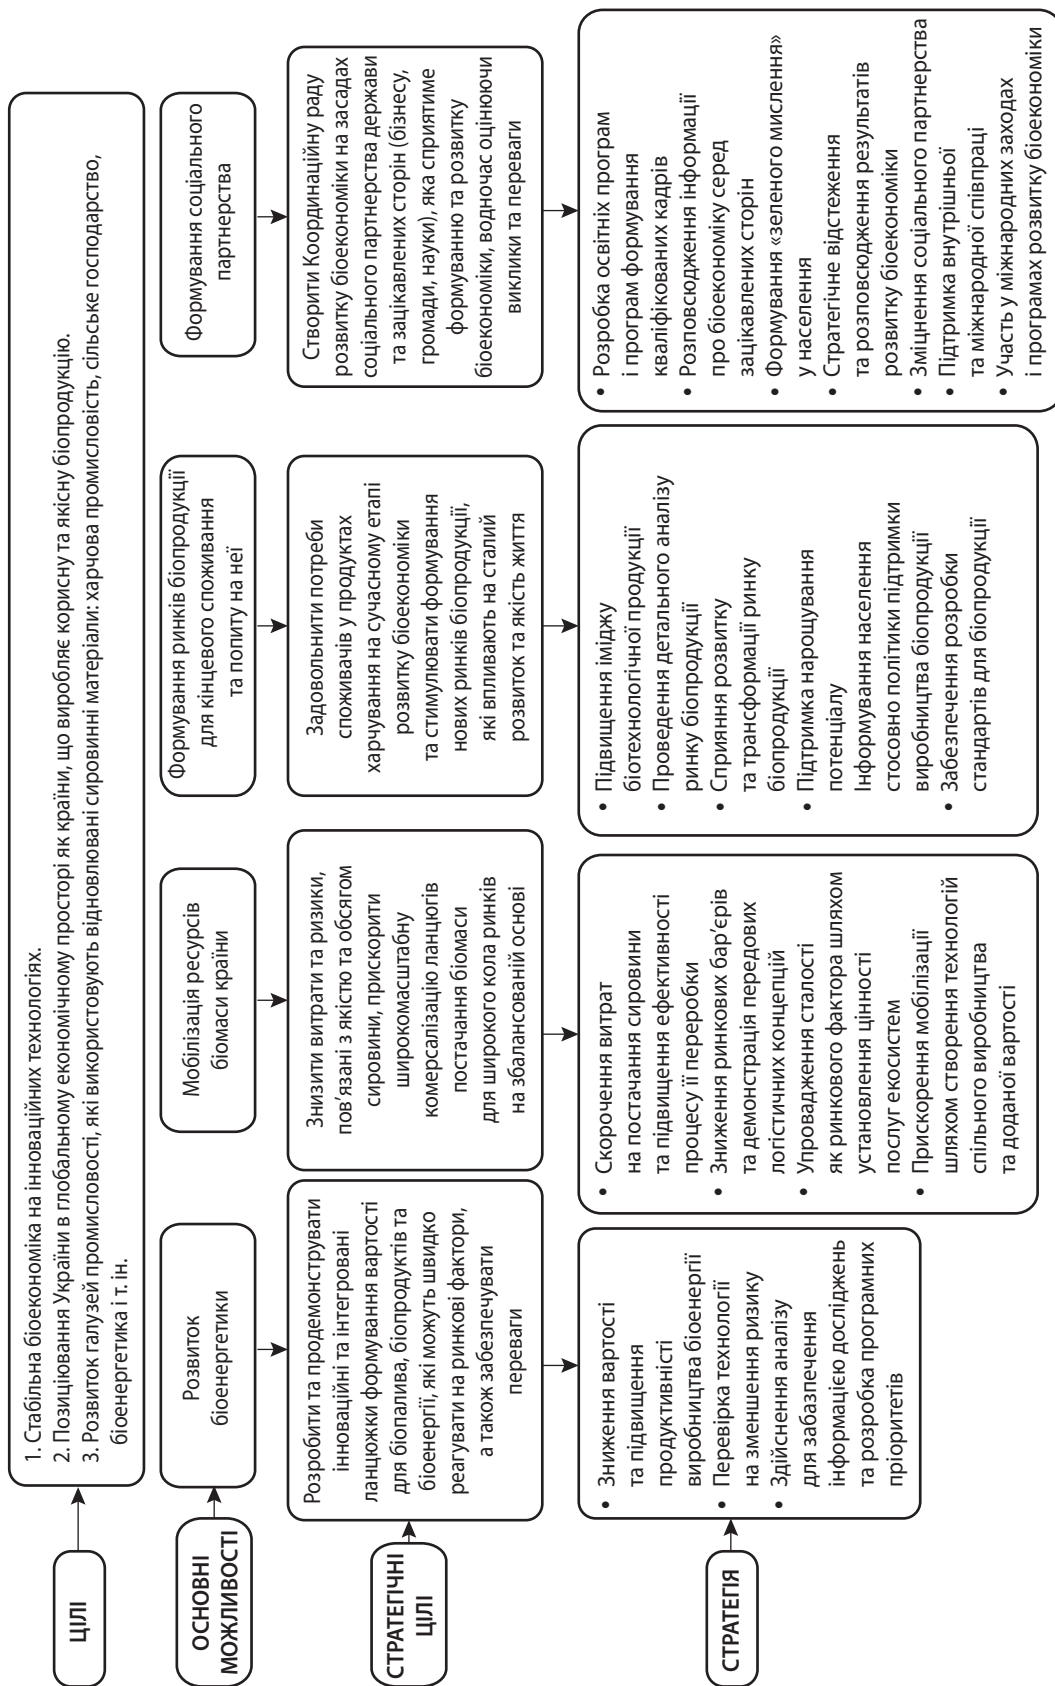 ЦІЛІ
1. Стабільна біоекономіка на інноваційних технологіях.
2. Позиціювання України в глобальному економічному просторі як країни, що виробляє корисну та якісну біопродукцію.
3. Розвиток галузей промисловості, які використовують відновлювані сировинні матеріали: харчова промисловість, сільське господарство,
біоенергетика і т. ін.
ОСНОВНІ
МОЖЛИВОСТІ
Розвиток
біоенергетики
Мобілізація ресурсів
біомаси країни
Формування ринків біопродукції
для кінцевого споживання
та попиту на неї
Формування соціального
партнерства
СТРАТЕГІЧНІ
ЦІЛІ
Розробити та продемонструвати
інноваційні та інтегровані
ланцюжки формування вартості
для біопалива, біопродуктів та
біоенергії, які можуть швидко
реагувати на ринкові фактори,
а також забезпечувати
переваги
Знизити витрати та ризики,
пов’язані з якістю та обсягом
сировини, прискорити
широкомасштабну
комерсалізацію ланцюгів
постачання біомаси
для широкого кола ринків
на збалансованій основі
Задовольнити потреби
споживачів у продуктах
харчування на сучасному етапі
розвитку біоекономіки
та стимулювати формування
нових ринків біопродукції,
які впливають на сталий
розвиток та якість життя
Створити Координаційну раду
розвитку біоекономіки на засадах
соціального партнерства держави
та зацікавлених сторін (бізнесу,
громади, науки), яка сприятиме
формуванню та розвитку
біоекономіки, водночас оцінюючи
виклики та переваги
СТРАТЕГІЯ
• Зниження вартості
та підвищення
продуктивності
виробництва біоенергії
• Перевірка технології
на зменшення ризику
• Здійснення аналізу
для забазпечення
інформацією досліджень
та розробка програмних
пріоритетів
• Скорочення витрат
на постачання сировини
та підвищення ефективності
процесу її переробки
• Зниження ринкових бар’єрів
та демонстрація передових
логістичних концепцій
• Упровадження сталості
як ринкового фактора шляхом
установлення цінності
послуг екосистем
• Прискорення мобілізації
шляхом створення технологій
спільного виробництва
та доданої вартості
• Підвищення іміджу
біотехнологічної продукції
• Проведення детального аналізу
ринку біопродукції
• Сприяння розвитку
та трансформації ринку
біопродукції
• Підтримка нарощування
потенціалу
Інформування населення
стосовно політики підтримки
виробництва біопродукції
• Забезпечення розробки
стандартів для біопродукції
• Розробка освітніх програм
і програм формування
кваліфікованих кадрів
• Розповсюдження інформації
про біоекономіку серед
зацікавлених сторін
• Формування «зеленого мислення»
у населення
• Стратегічне відстеження
та розповсюдження результатів
розвитку біоекономіки
• Зміцнення соціального партнерства
• Підтримка внутрішньої
та міжнародної співпраці
• Участь у міжнародних заходах
і програмах розвитку біоекономіки